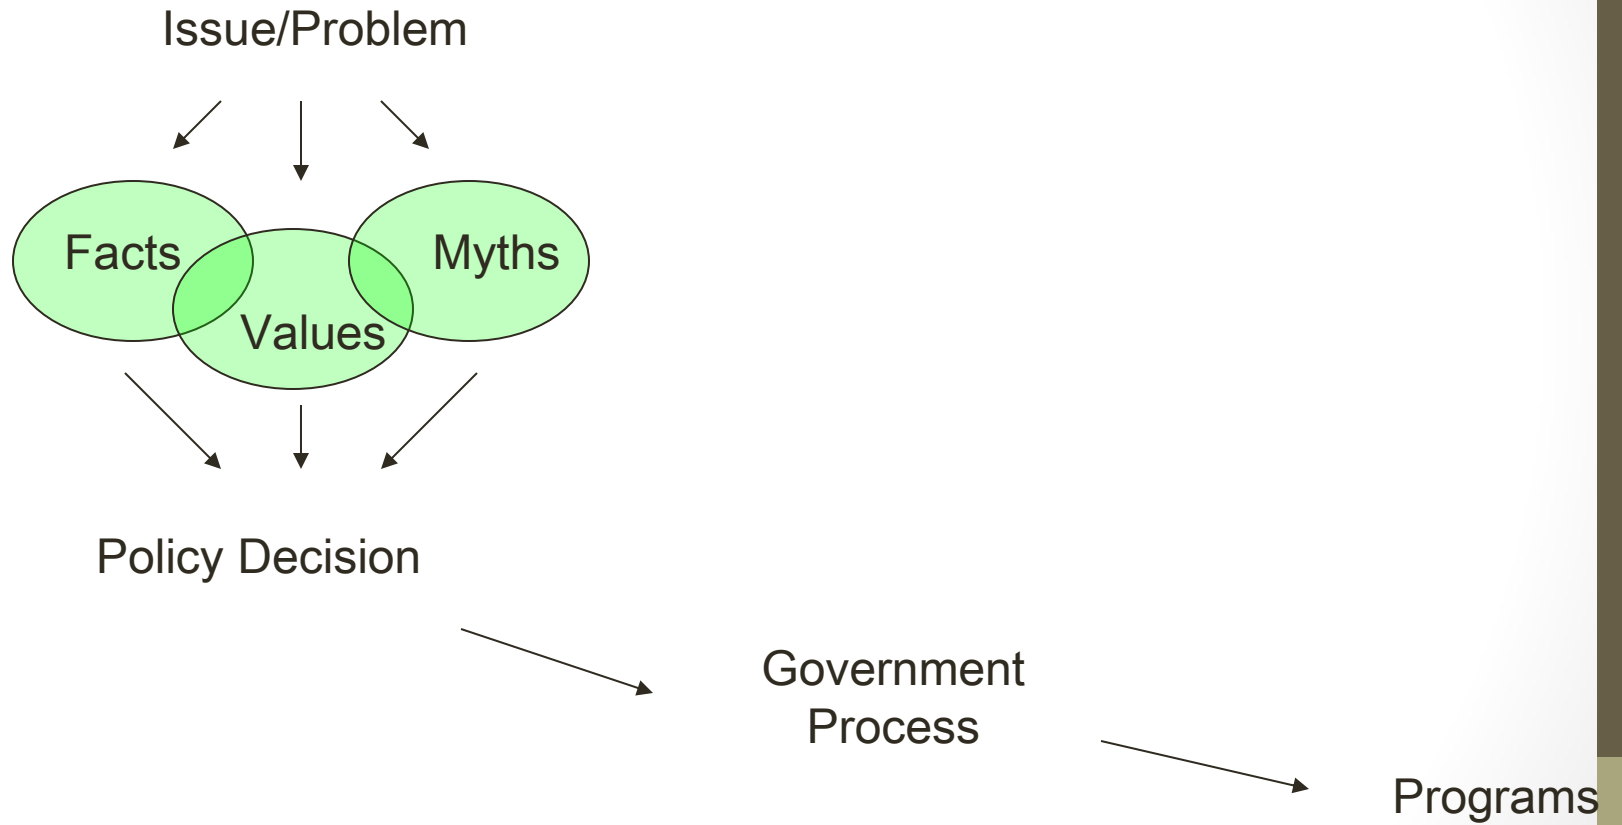 Issue/Problem
Facts
Myths
Values
Policy Decision
Government
Process
Programs